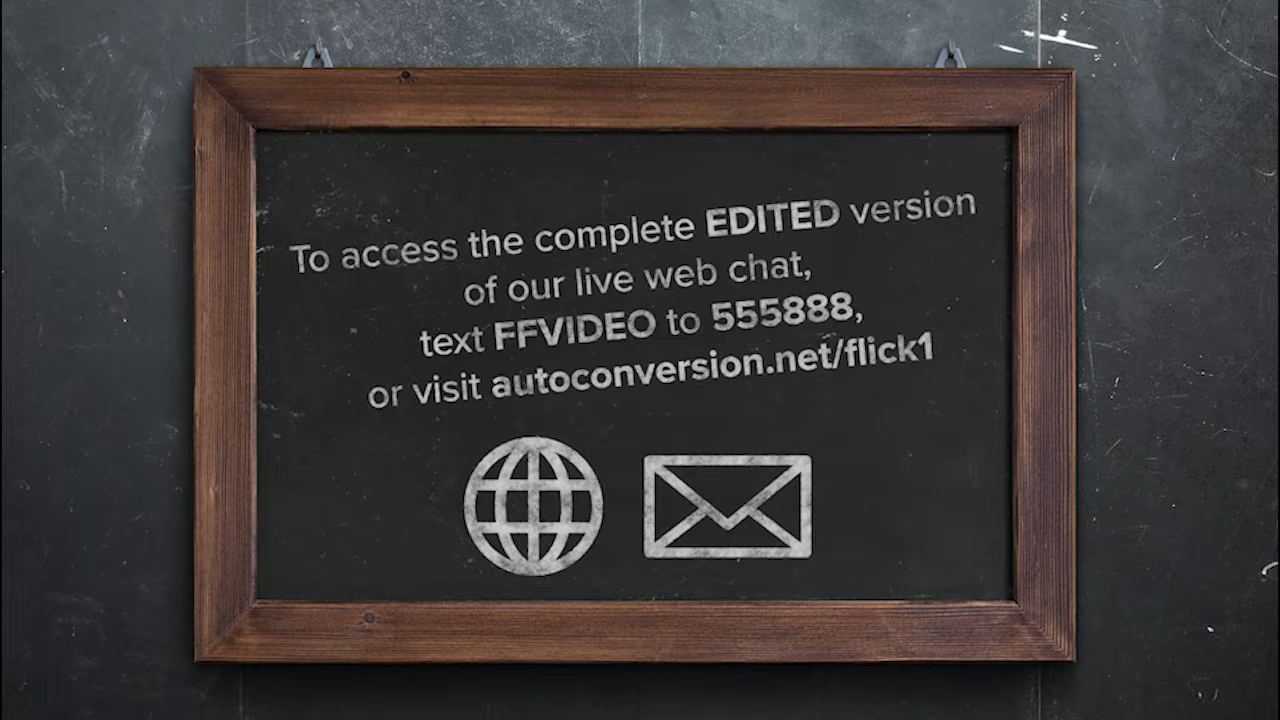 To access the complete EDITED version
of our live web chat,
text FFVIDEO to 555888,
or visit autoconversion.net/flick1